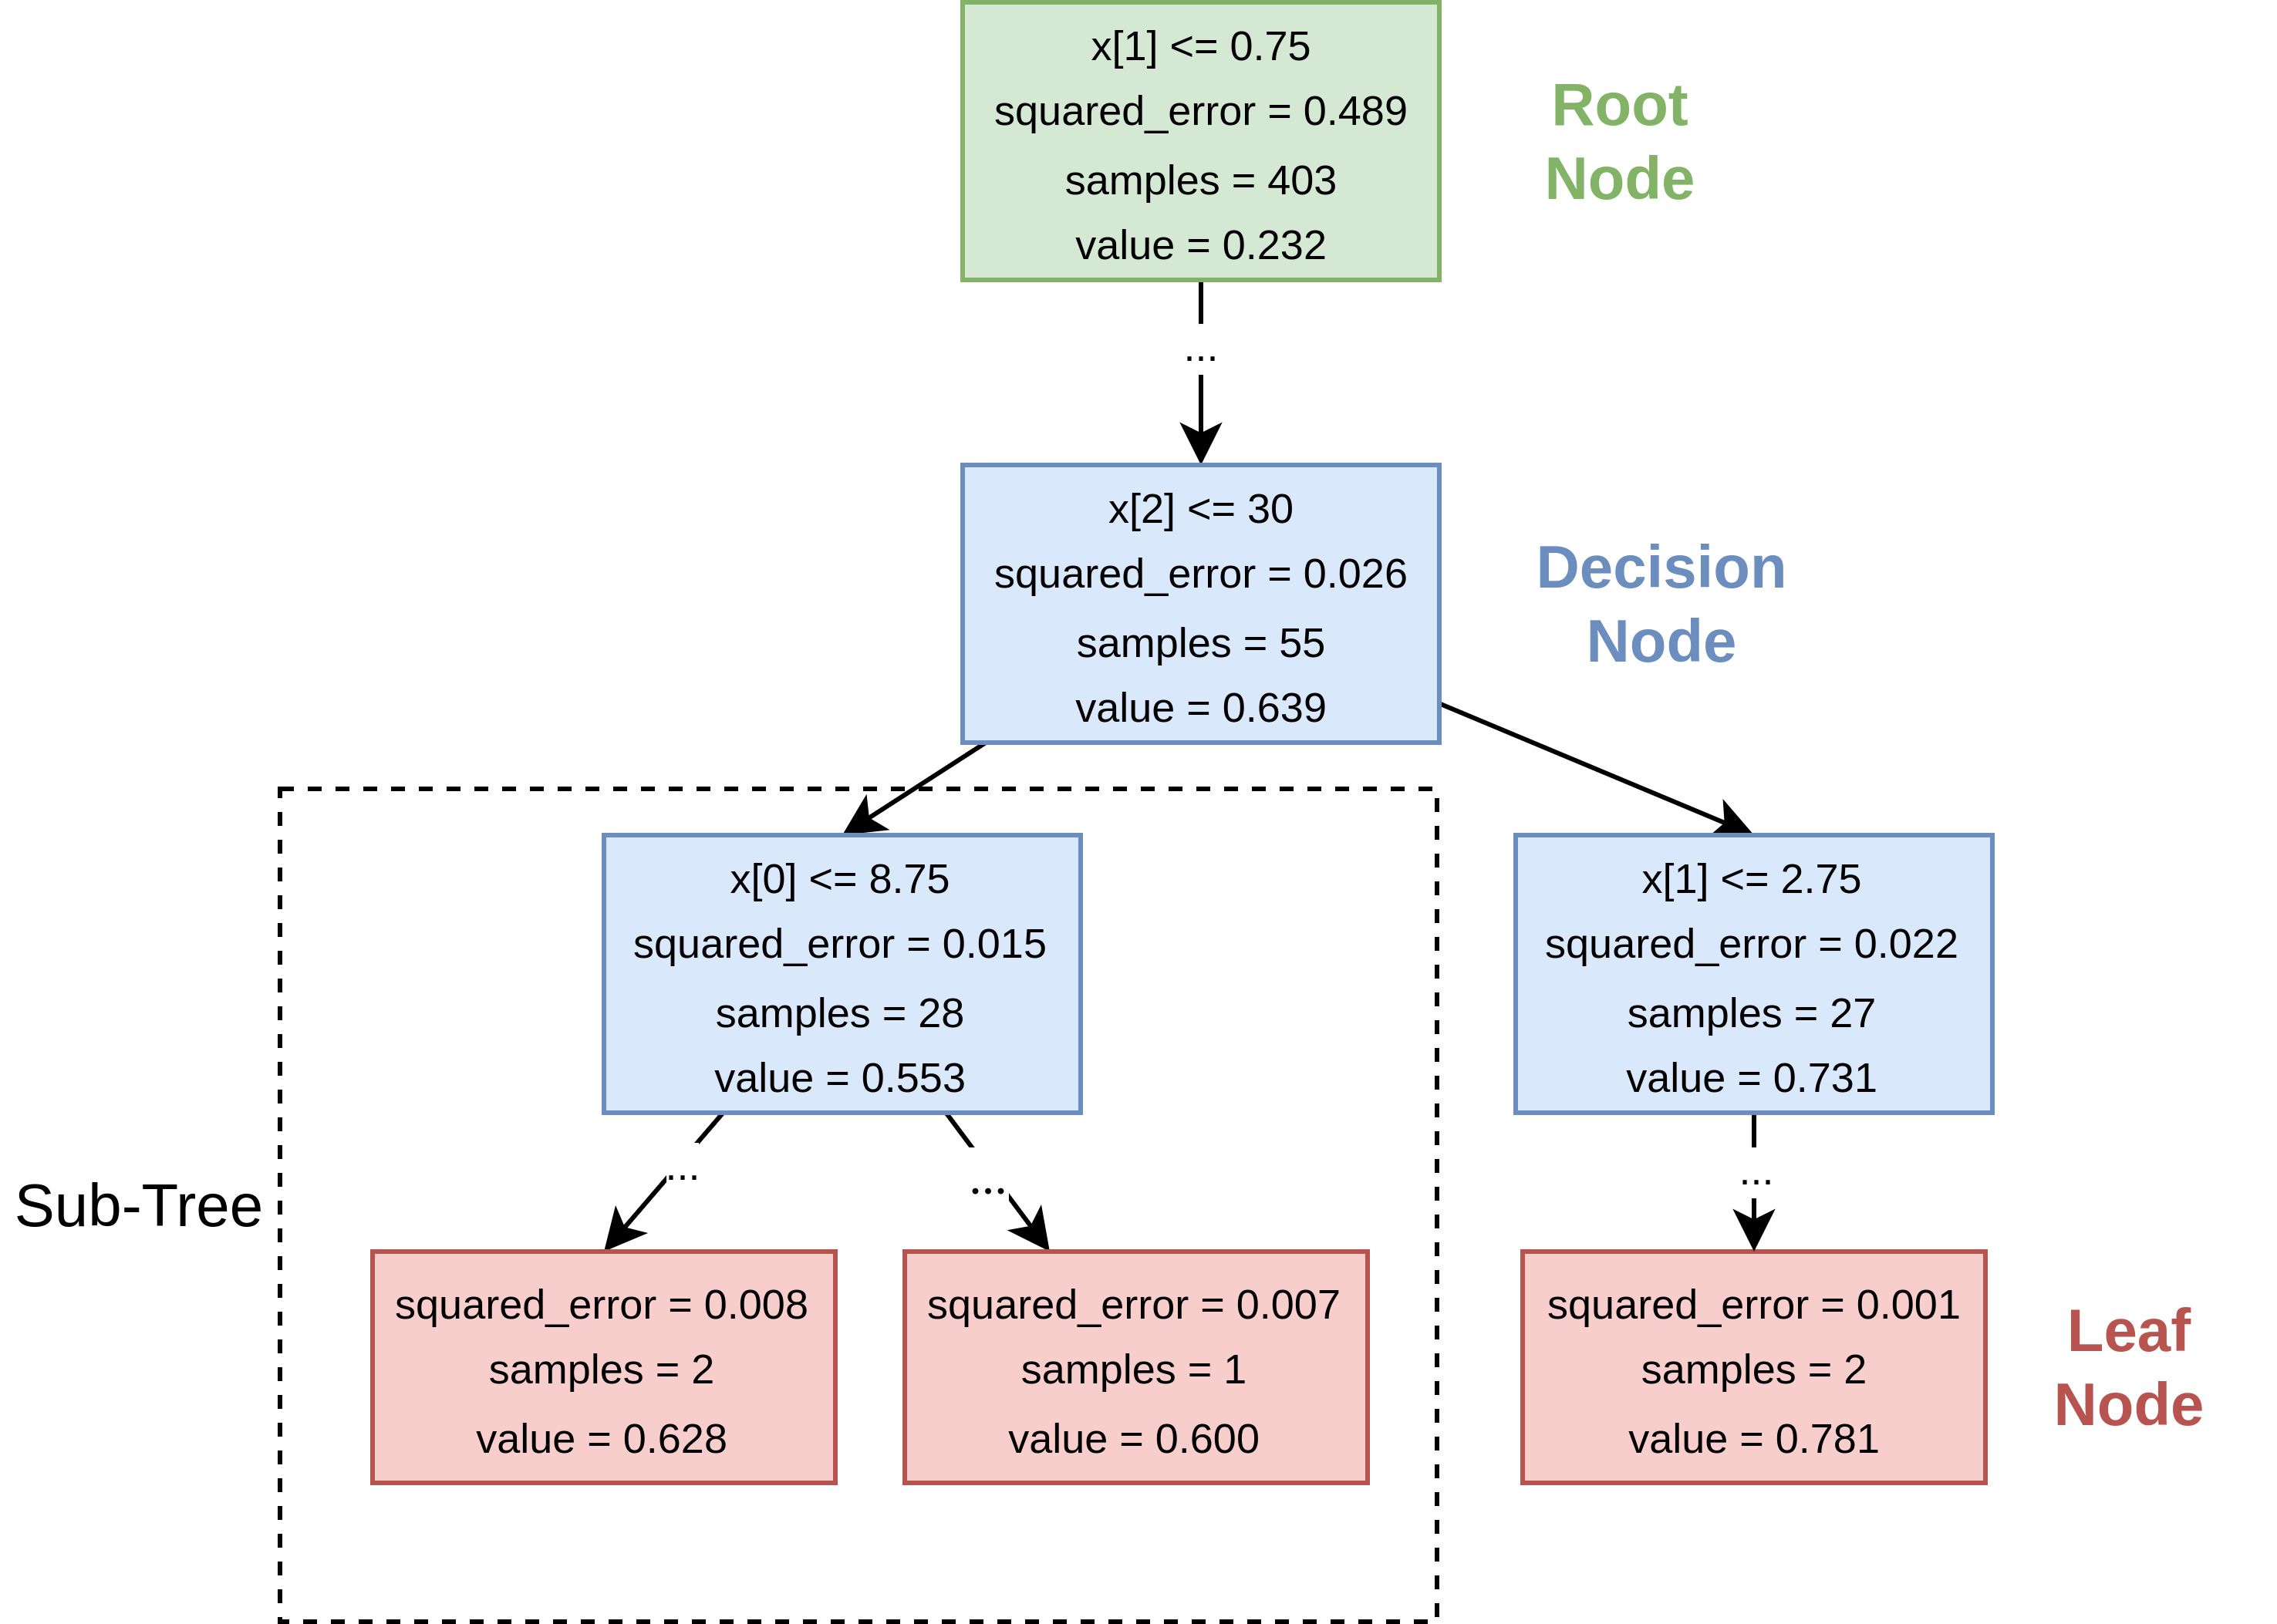 x[1] <= 0.75
squared_error = 0.489
samples = 403
value = 0.232
Root
Node
...
x[2] <= 30
squared_error = 0.026
samples = 55
value = 0.639
Decision
Node
x[0] <= 8.75
squared_error = 0.015
samples = 28
value = 0.553
x[1] <= 2.75
squared_error = 0.022
samples = 27
value = 0.731
...
...
...
Sub-Tree
squared_error = 0.008
samples = 2
value = 0.628
squared_error = 0.007
samples = 1
value = 0.600
squared_error = 0.001
samples = 2
value = 0.781
Leaf
Node